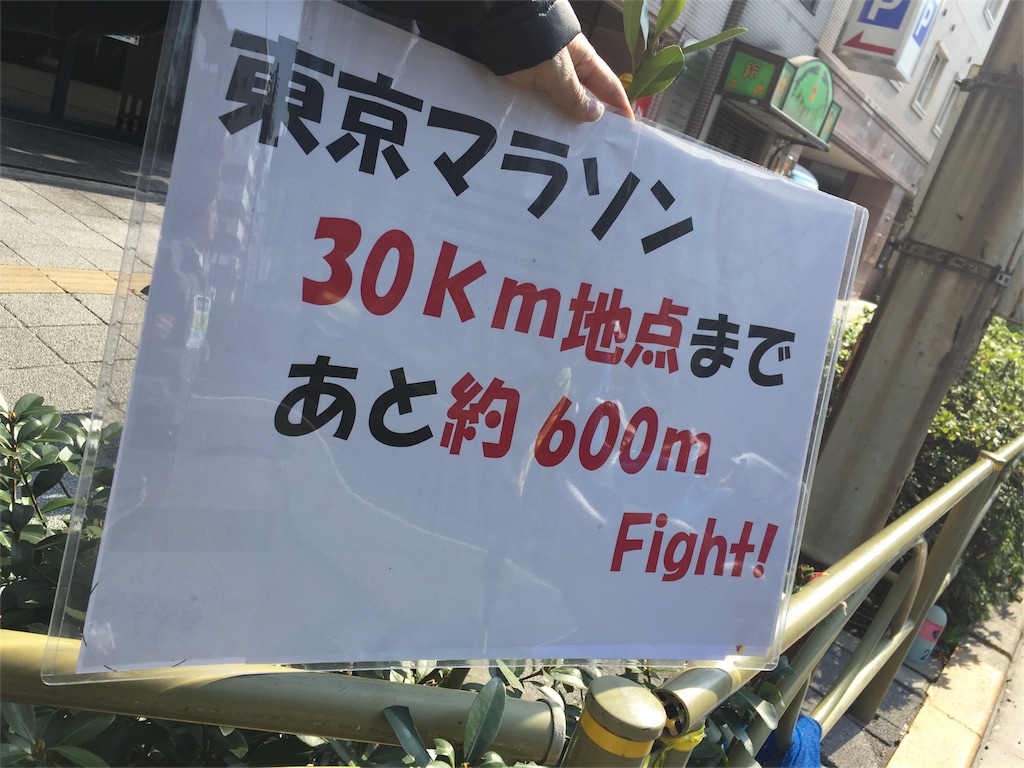 東京マラソン
30km地点まで
あと約600m
Fight!
P
P